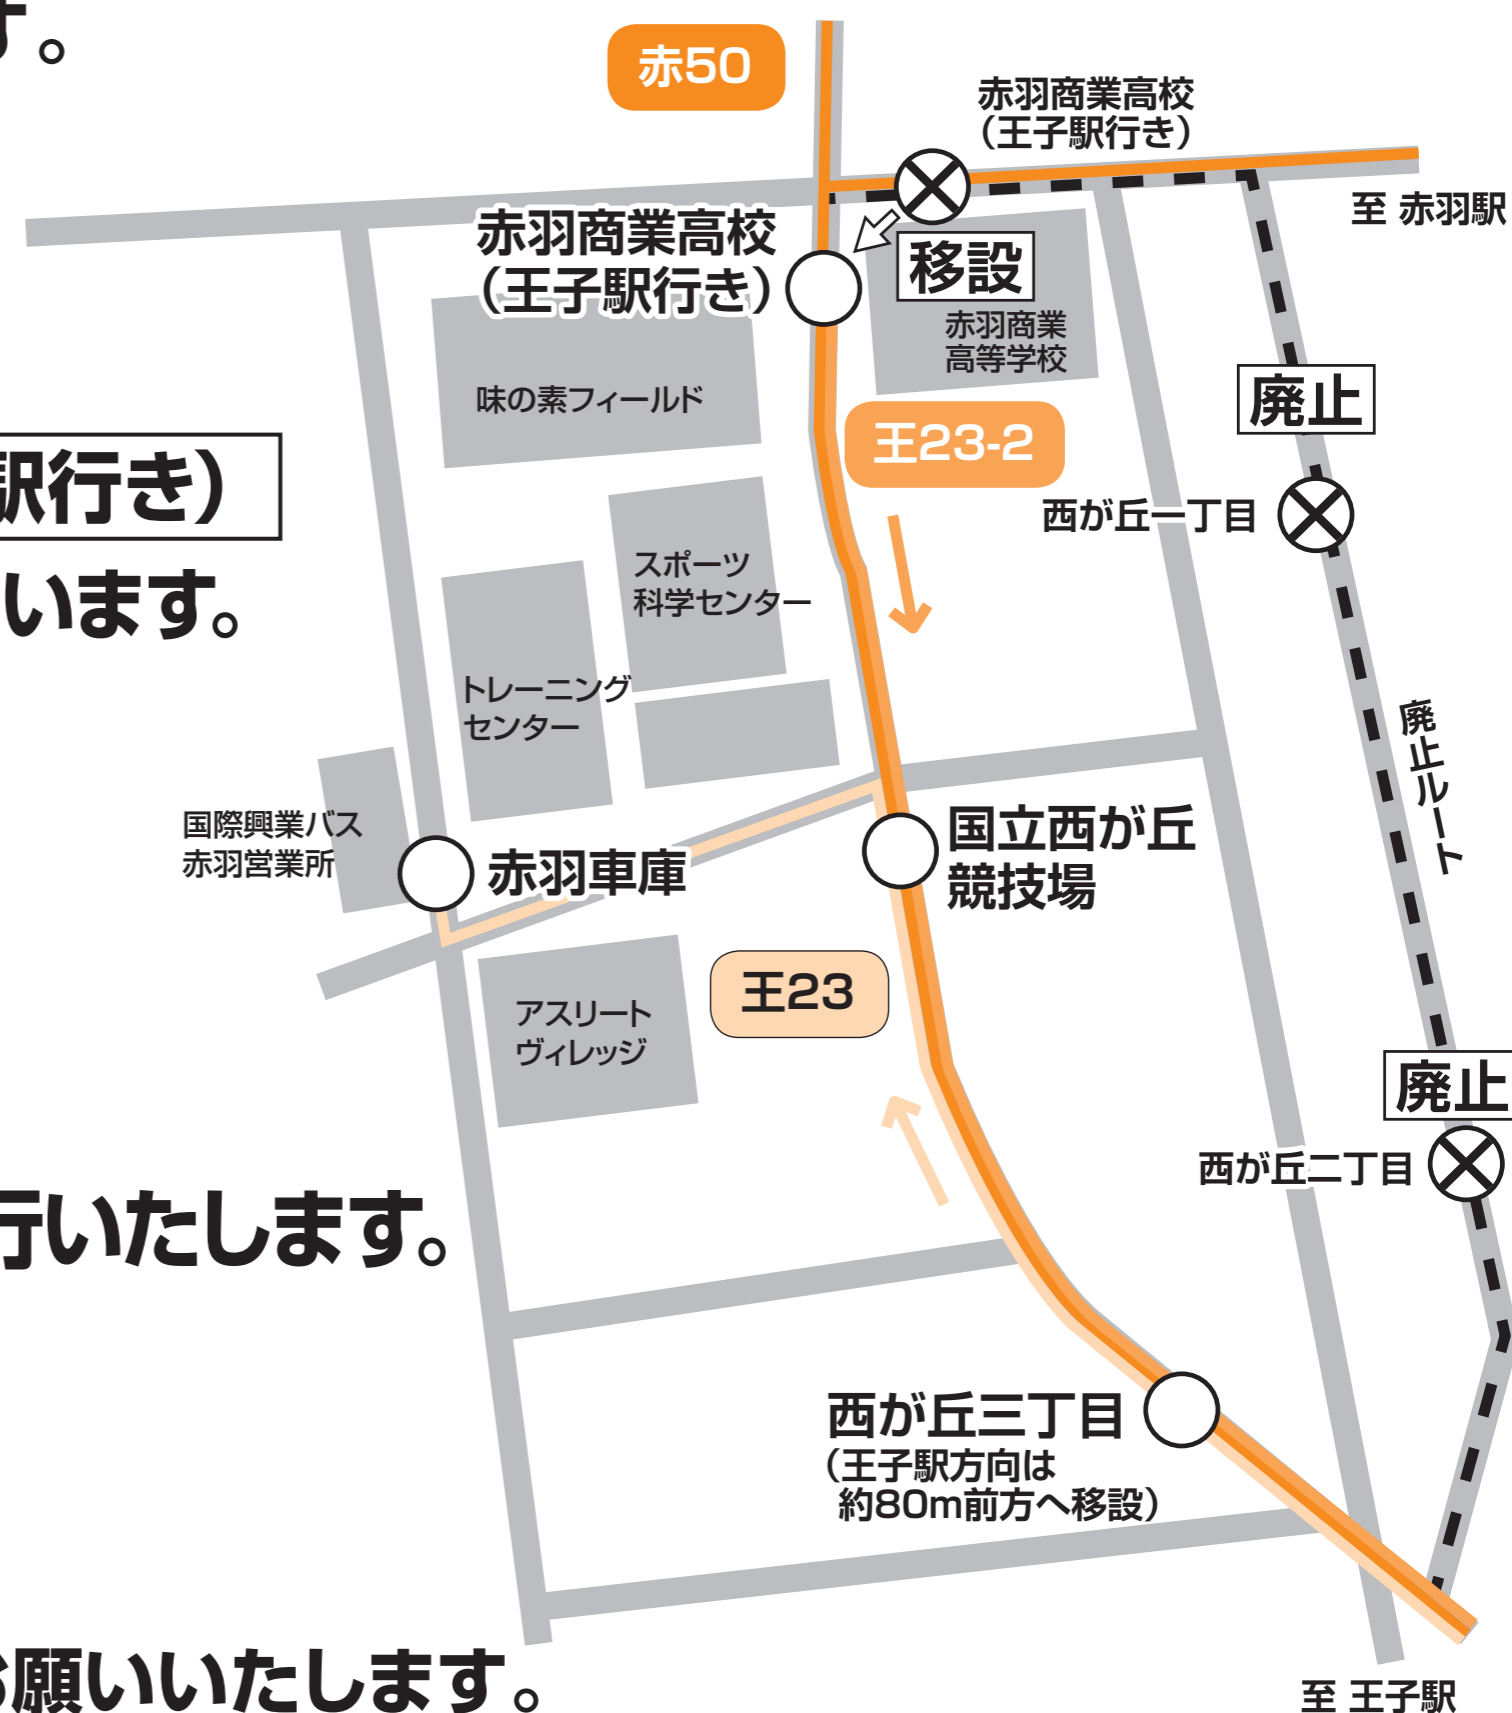 す。
赤50
赤羽商業高校
（王子駅行き）
至 赤羽駅
赤羽商業高校
（王子駅行き）
移設
赤羽商業
高等学校
味の素フィールド
廃止
王23-2
駅行き）
西が丘一丁目
スポーツ
科学センター
います。
トレーニング
センター
廃止ルート
国際興業バス
赤羽営業所
赤羽車庫
国立西が丘
競技場
王23
アスリート
ヴィレッジ
廃止
西が丘二丁目
行いたします。
西が丘三丁目
（王子駅方向は
約80m前方へ移設）
お願いいたします。
至 王子駅